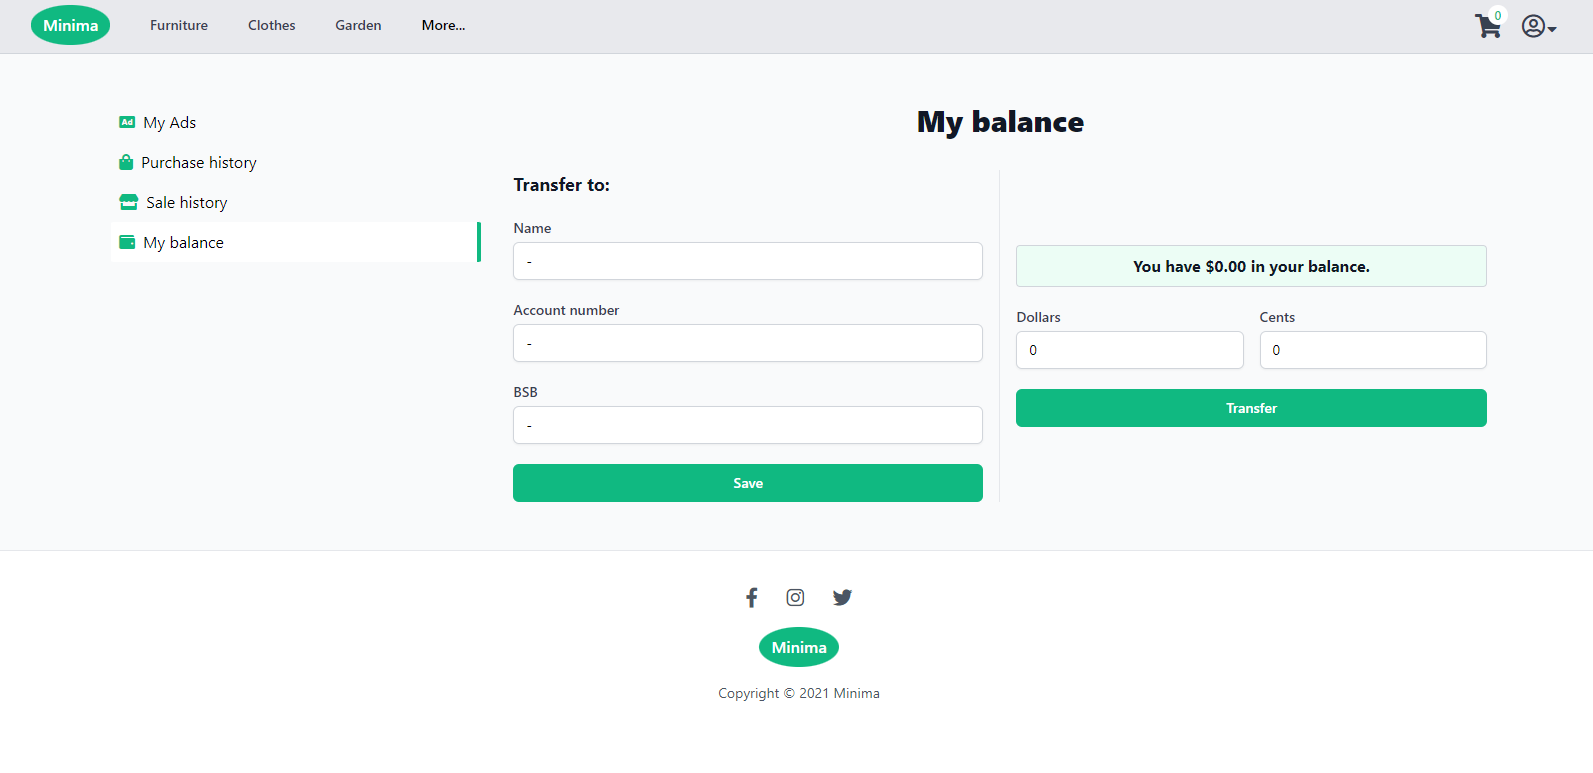 Minima Furniture Clothes Garden More... 0
Ad My Ads
Purchase history
Sale history
My balance
My balance
Transfer to:
Name
-
Account number
-
BSB
-
Save
You have $0.00 in your balance.
Dollars Cents
0 0
Transfer
Minima
Copyright © 2021 Minima